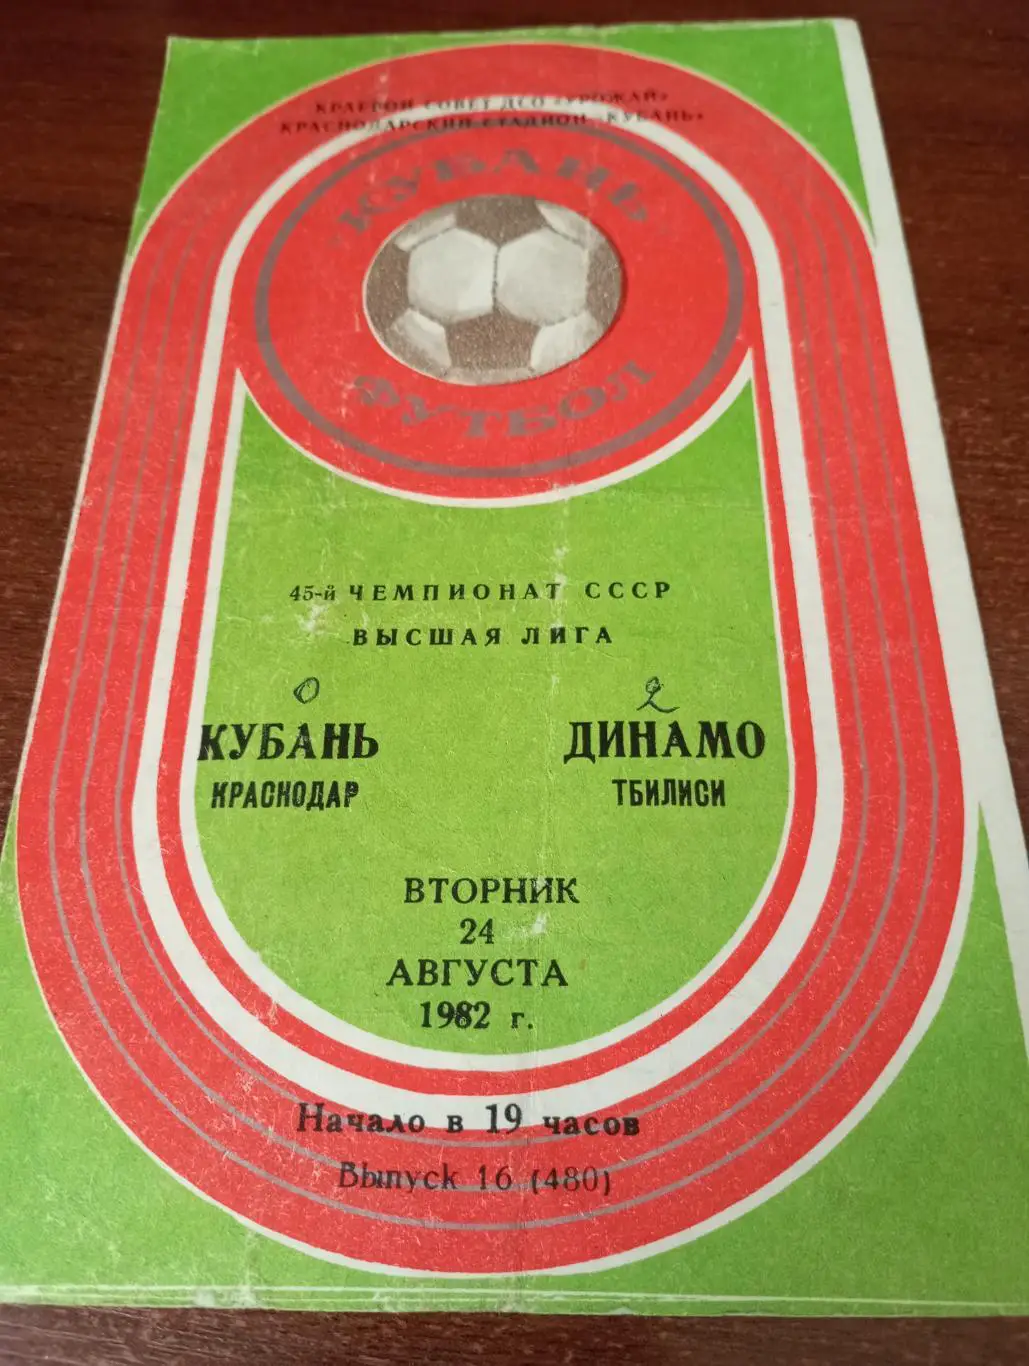 КРАЕВОЙ СОВЕТ ДСО «УРОЖАЙ»
КРАСНОДАРСКИЙ СТАДИОН „КУБАНЬ"
"КУБАНЬ"
ФУТБОЛ
45-й ЧЕМПИОНАТ СССР
ВЫСШАЯ ЛИГА
0 2
КУБАНЬ ДИНАМО
КРАСНОДАР ТБИЛИСИ
ВТОРНИК
24
АВГУСТА
1982 г.
Начало в 19 часов
Выпуск 16 (480)